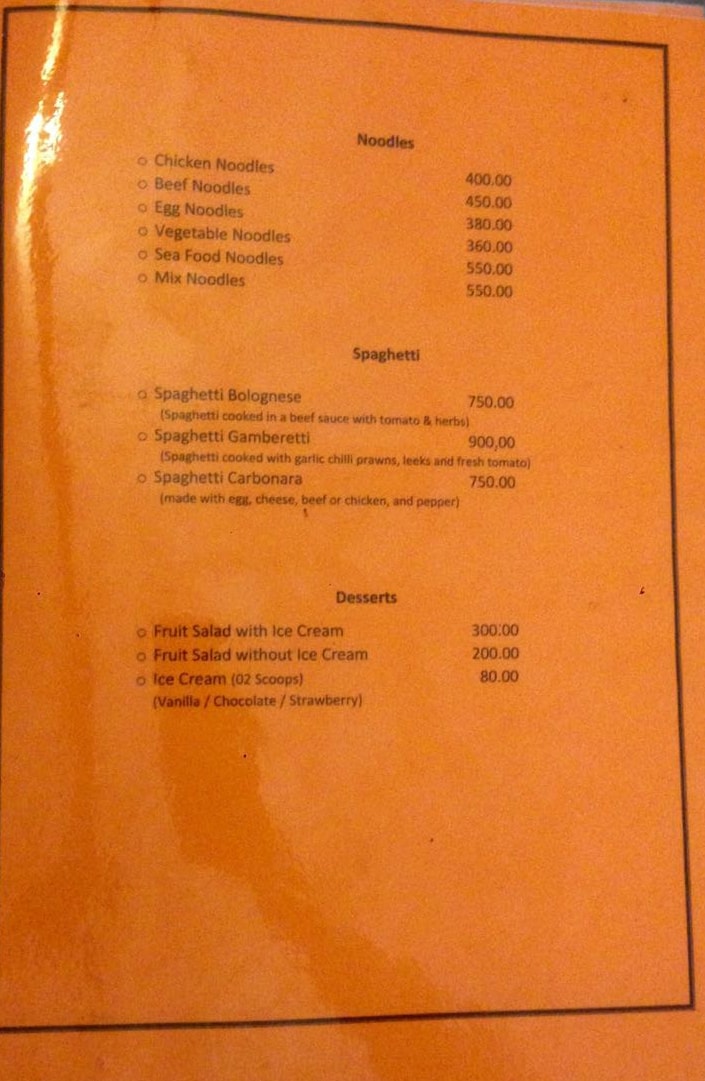 Noodles
o Chicken Noodles 400.00
o Beef Noodles 450.00
o Egg Noodles 380.00
o Vegetable Noodles 360.00
o Sea Food Noodles 550.00
o Mix Noodles 550.00
Spaghetti
o Spaghetti Bolognese 750.00
(Spaghetti cooked in a beef sauce with tomato & herbs)
o Spaghetti Gamberetti 900,00
(Spaghetti cooked with garlic chilli prawns, leeks and fresh tomato)
o Spaghetti Carbonara 750.00
(made with egg, cheese, beef or chicken, and pepper)
Desserts
o Fruit Salad with Ice Cream 300.00
o Fruit Salad without Ice Cream 200.00
o Ice Cream (02 Scoops) 80.00
(Vanilla / Chocolate / Strawberry)